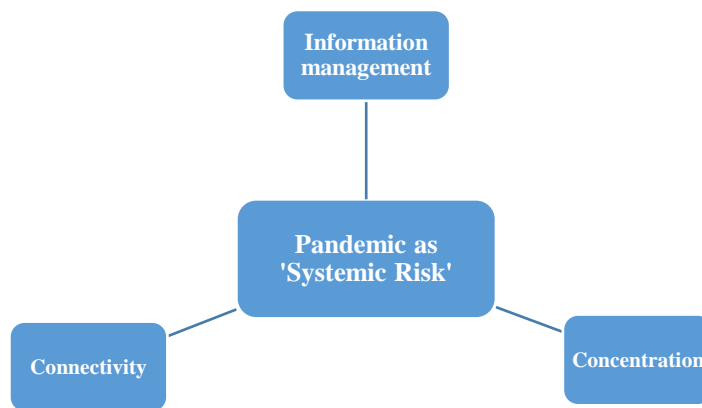 Information
management
Pandemic as
'Systemic Risk'
Connectivity
Concentration